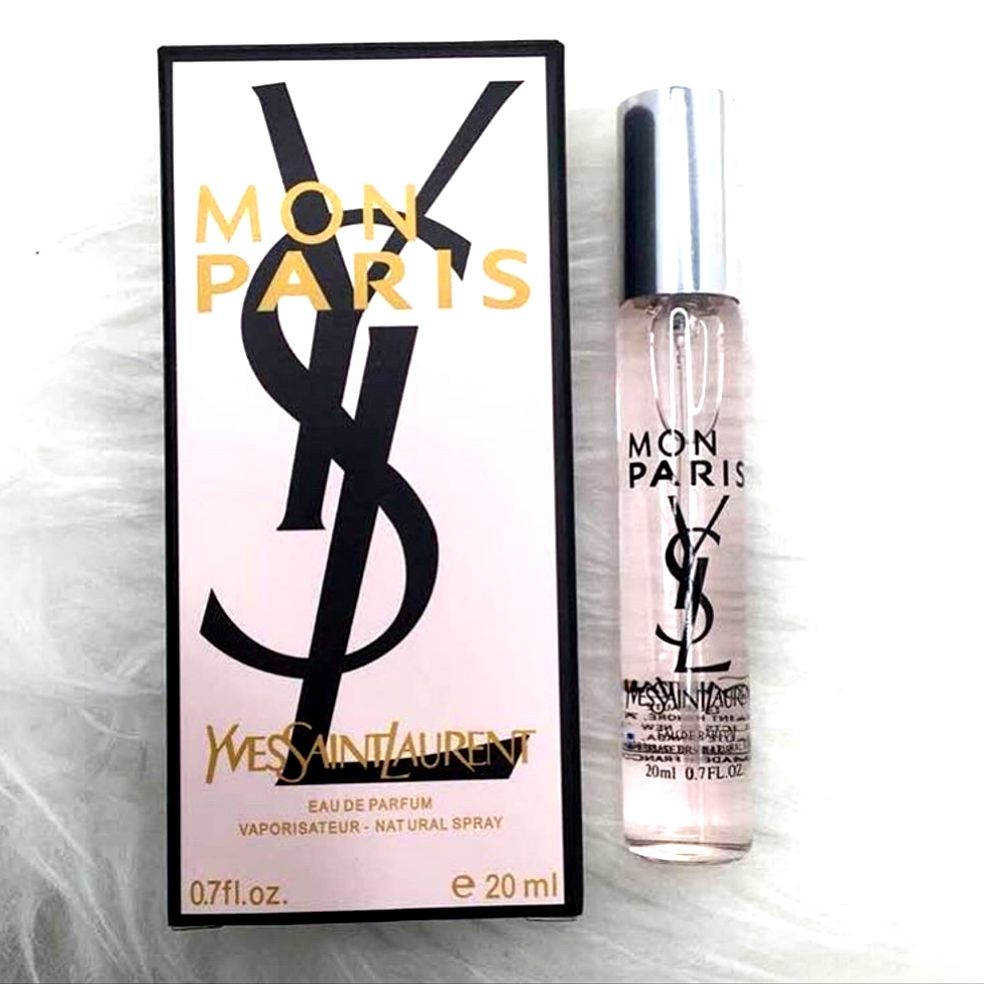 YSL
MON
PARIS
YVESSAINTLAURENT
EAU DE PARFUM
VAPORISATEUR - NATURAL SPRAY
0.7fl.oz. e 20 ml
MON
PARIS
YSL
20ml 0.7FL.OZ.